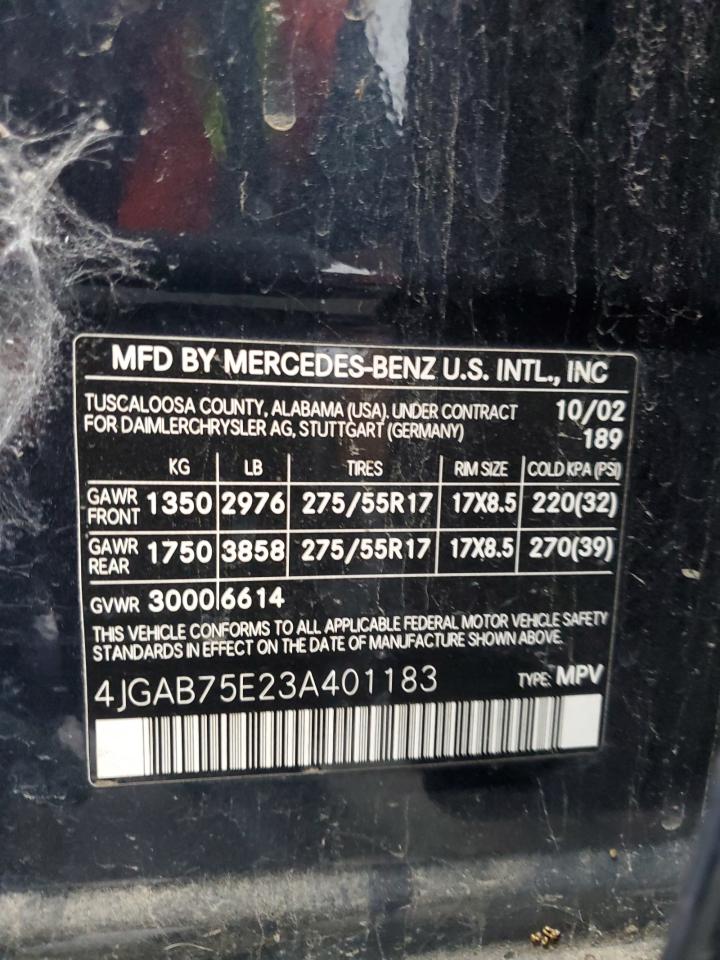 MFD BY MERCEDES-BENZ U.S. INTL., INC
TUSCALOOSA COUNTY, ALABAMA (USA). UNDER CONTRACT 10/02
FOR DAIMLERCHRYSLER AG, STUTTGART (GERMANY) 189
KG LB TIRES RIM SIZE COLD KPA (PSI)
GAWR FRONT 1350 2976 275/55R17 17X8.5 220(32)
GAWR REAR 1750 3858 275/55R17 17X8.5 270(39)
GVWR 3000 6614
THIS VEHICLE CONFORMS TO ALL APPLICABLE FEDERAL MOTOR VEHICLE SAFETY
STANDARDS IN EFFECT ON THE DATE OF MANUFACTURE SHOWN ABOVE.
4JGAB75E23A401183 TYPE: MPV